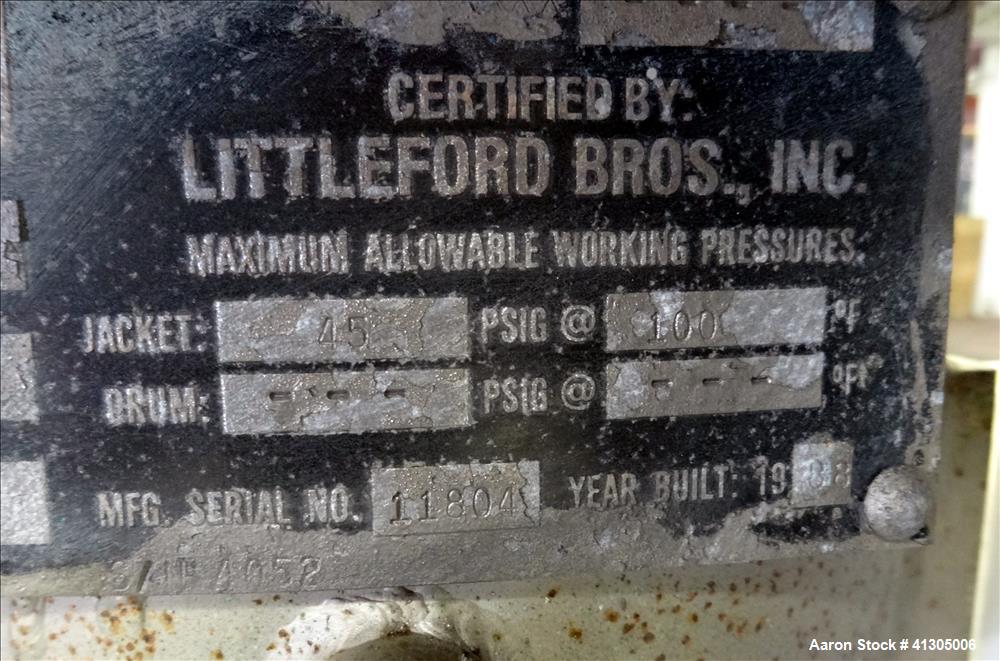 CERTIFIED BY:
LITTLEFORD BROS., INC.
MAXIMUM ALLOWABLE WORKING PRESSURES.
JACKET: 45 PSIG @ 100 °F
DRUM: - - - PSIG @ - - - °F
MFG. SERIAL NO. 11804 YEAR BUILT: 1988
Aaron Stock # 41305006